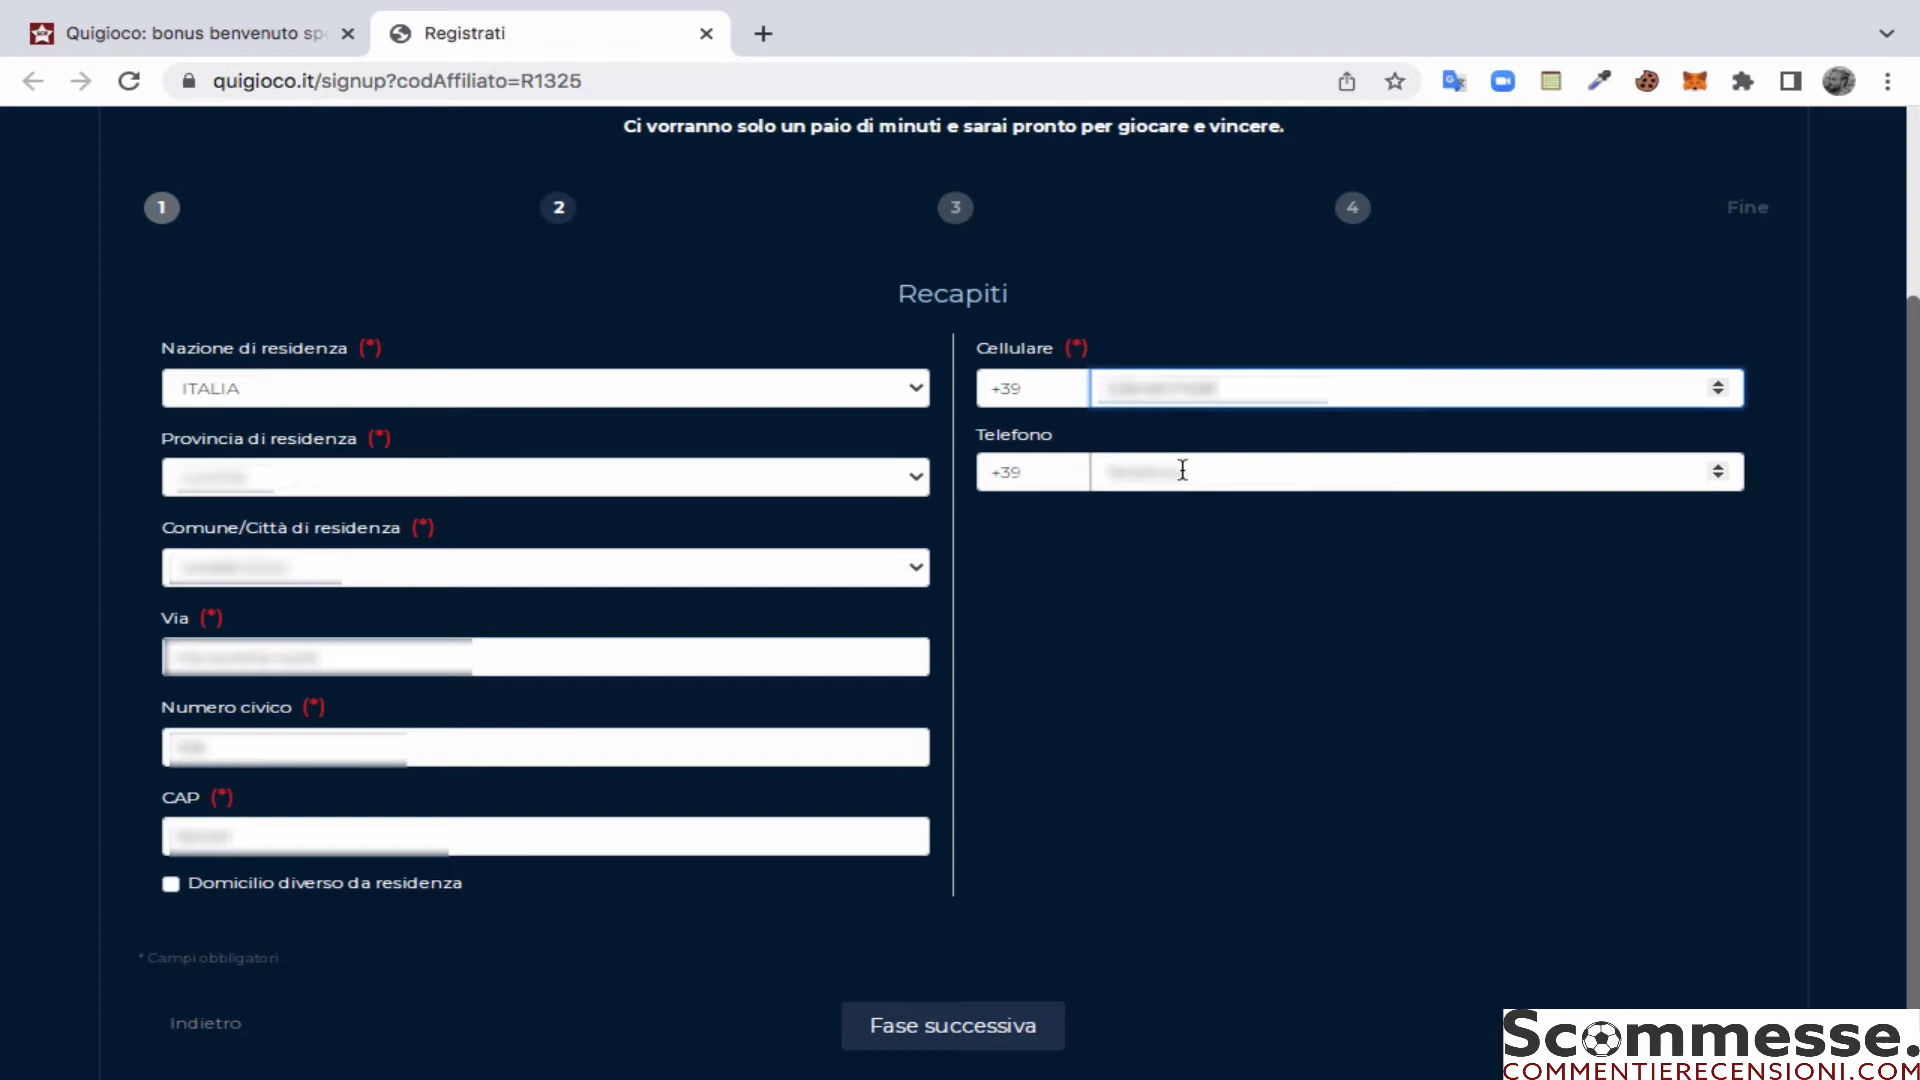 Quigioco: bonus benvenuto sp
Registrati
quigioco.it/signup?codAffiliato=R1325
Ci vorranno solo un paio di minuti e sarai pronto per giocare e vincere.
1
2
3
4
Fine
Recapiti
Nazione di residenza (*)
ITALIA
Provincia di residenza (*)
Comune/Città di residenza (*)
Via (*)
Numero civico (*)
CAP (*)
Domicilio diverso da residenza
Cellulare (*)
+39
Telefono
+39
* Campi obbligatori
Indietro
Fase successiva
Scommesse.
COMMENTIERECENSIONI.COM